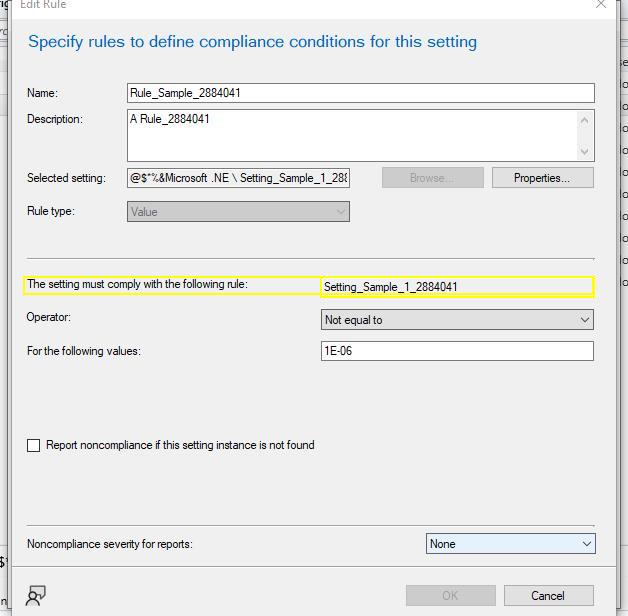 Edit Rule
Specify rules to define compliance conditions for this setting
Name:
Rule_Sample_2884041
Description:
A Rule_2884041
Selected setting:
@$*%&Microsoft .NE \ Setting_Sample_1_288
Browse...
Properties...
Rule type:
Value
The setting must comply with the following rule:
Setting_Sample_1_2884041
Operator:
Not equal to
For the following values:
1E-06
Report noncompliance if this setting instance is not found
Noncompliance severity for reports:
None
OK
Cancel